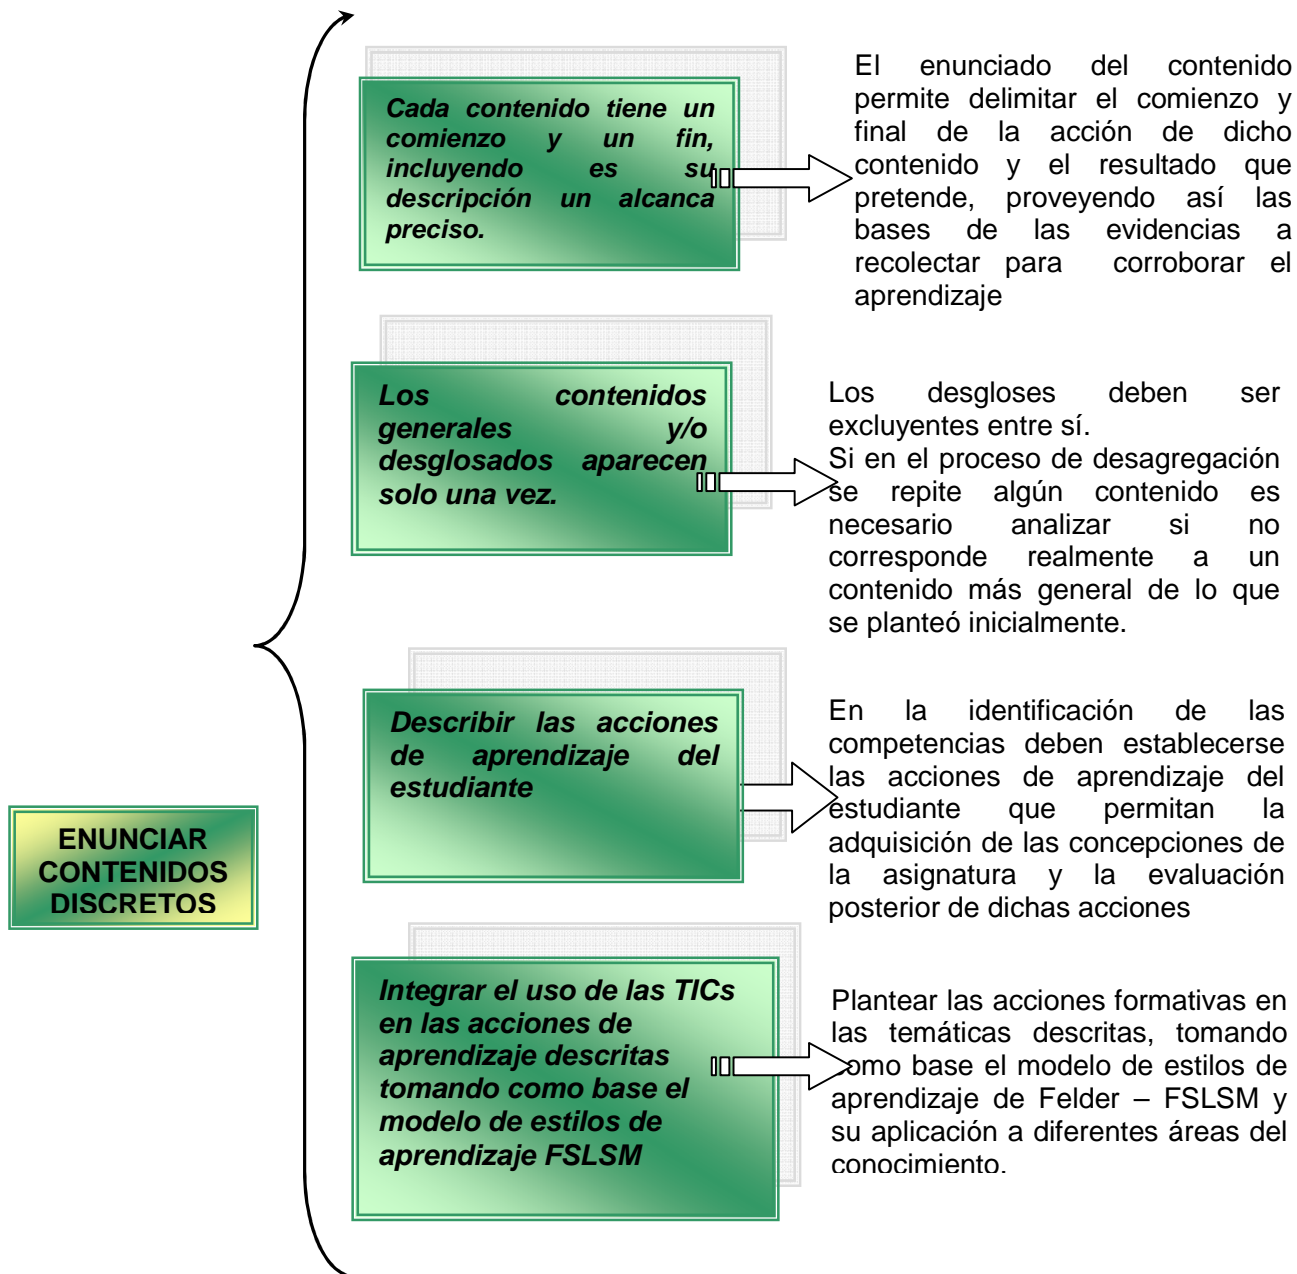 Cada contenido tiene un
comienzo y un fin,
incluyendo es su
descripción un alcanca
preciso.
El enunciado del contenido
permite delimitar el comienzo y
final de la acción de dicho
contenido y el resultado que
pretende, proveyendo así las
bases de las evidencias a
recolectar para corroborar el
aprendizaje
Los contenidos
generales y/o
desglosados aparecen
solo una vez.
Los desgloses deben ser
excluyentes entre sí.
Si en el proceso de desagregación
se repite algún contenido es
necesario analizar si no
corresponde realmente a un
contenido más general de lo que
se planteó inicialmente.
Describir las acciones
de aprendizaje del
estudiante
En la identificación de las
competencias deben establecerse
las acciones de aprendizaje del
estudiante que permitan la
adquisición de las concepciones de
la asignatura y la evaluación
posterior de dichas acciones
ENUNCIAR
CONTENIDOS
DISCRETOS
Integrar el uso de las TICs
en las acciones de
aprendizaje descritas
tomando como base el
modelo de estilos de
aprendizaje FSLSM
Plantear las acciones formativas en
las temáticas descritas, tomando
como base el modelo de estilos de
aprendizaje de Felder – FSLSM y
su aplicación a diferentes áreas del
conocimiento.